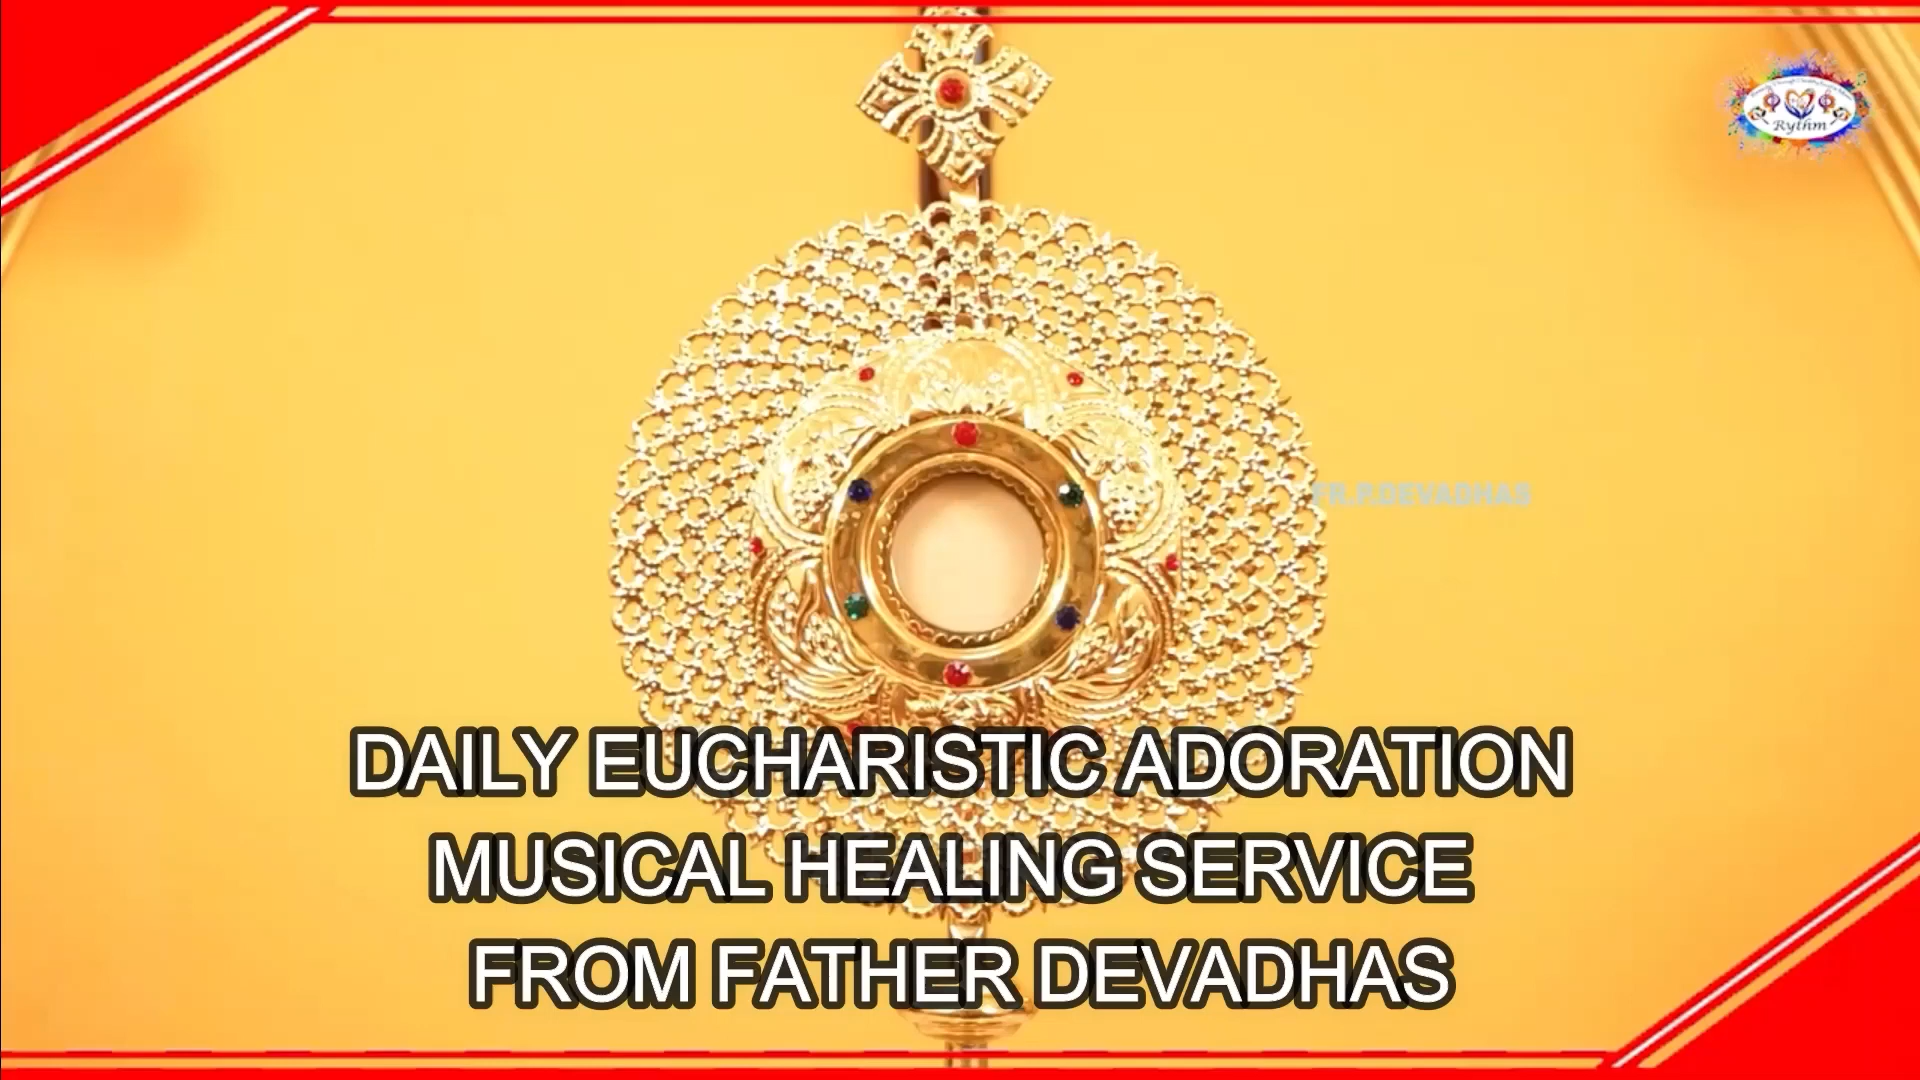 Rythm
FR.P.DEVADHAS
DAILY EUCHARISTIC ADORATION
MUSICAL HEALING SERVICE
FROM FATHER DEVADHAS